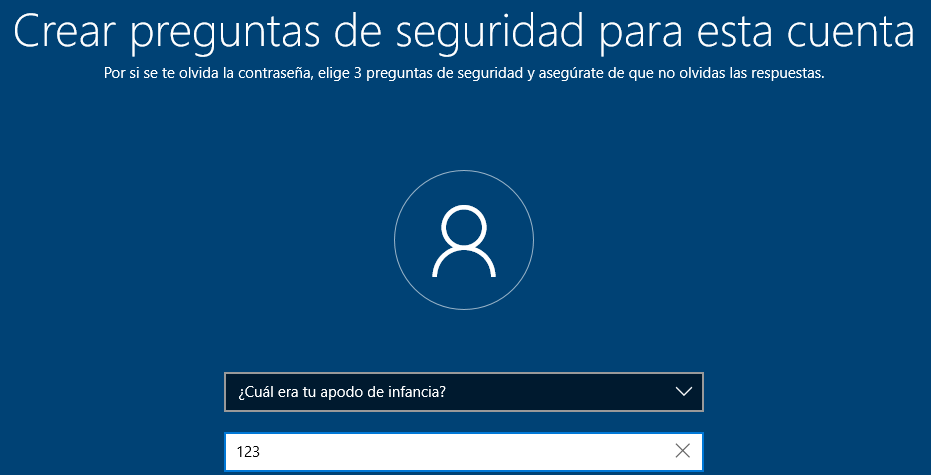 Crear preguntas de seguridad para esta cuenta
Por si se te olvida la contraseña, elige 3 preguntas de seguridad y asegúrate de que no olvidas las respuestas.
¿Cuál era tu apodo de infancia?
123